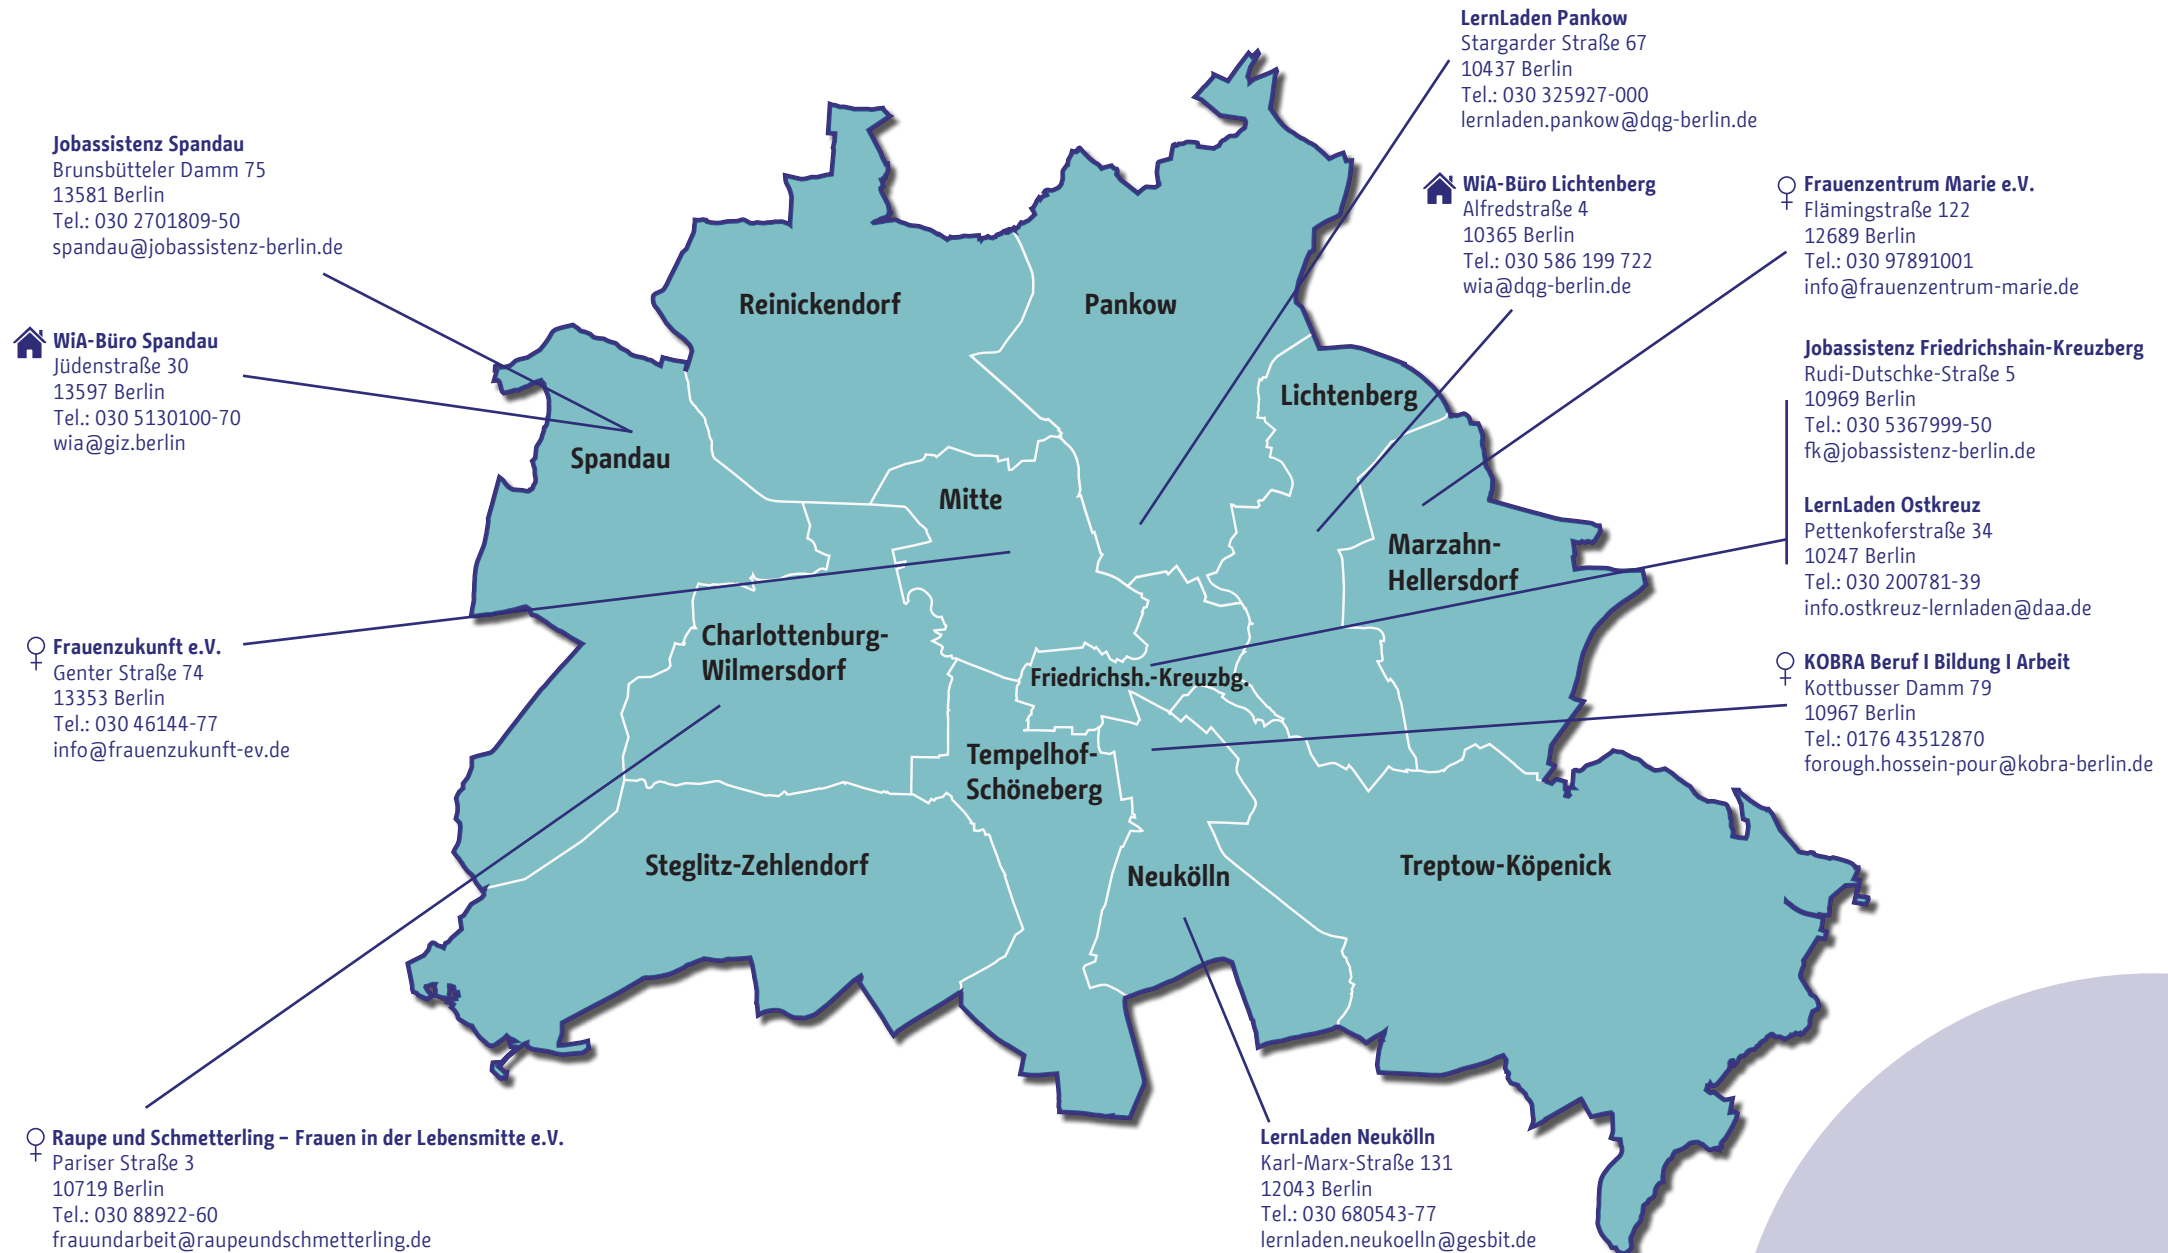 LernLaden Pankow
Stargarder Straße 67
10437 Berlin
Tel.: 030 325927-000
lernladen.pankow@dqg-berlin.de
Jobassistenz Spandau
Brunsbütteler Damm 75
13581 Berlin
Tel.: 030 2701809-50
spandau@jobassistenz-berlin.de
WiA-Büro Lichtenberg
Alfredstraße 4
10365 Berlin
Tel.: 030 586 199 722
wia@dqg-berlin.de
Frauenzentrum Marie e.V.
Flämingstraße 122
12689 Berlin
Tel.: 030 97891001
info@frauenzentrum-marie.de
WiA-Büro Spandau
Jüdenstraße 30
13597 Berlin
Tel.: 030 5130100-70
wia@giz.berlin
Jobassistenz Friedrichshain-Kreuzberg
Rudi-Dutschke-Straße 5
10969 Berlin
Tel.: 030 5367999-50
fk@jobassistenz-berlin.de
LernLaden Ostkreuz
Pettenkoferstraße 34
10247 Berlin
Tel.: 030 200781-39
info.ostkreuz-lernladen@daa.de
Reinickendorf
Pankow
Lichtenberg
Spandau
Mitte
Marzahn-
Hellersdorf
Charlottenburg-
Wilmersdorf
Friedrichsh.-Kreuzbg.
Tempelhof-
Schöneberg
Steglitz-Zehlendorf
Neukölln
Treptow-Köpenick
Frauenzukunft e.V.
Genter Straße 74
13353 Berlin
Tel.: 030 46144-77
info@frauenzukunft-ev.de
KOBRA Beruf I Bildung I Arbeit
Kottbusser Damm 79
10967 Berlin
Tel.: 0176 43512870
forough.hossein-pour@kobra-berlin.de
Raupe und Schmetterling – Frauen in der Lebensmitte e.V.
Pariser Straße 3
10719 Berlin
Tel.: 030 88922-60
frauundarbeit@raupeundschmetterling.de
LernLaden Neukölln
Karl-Marx-Straße 131
12043 Berlin
Tel.: 030 680543-77
lernladen.neukoelln@gesbit.de